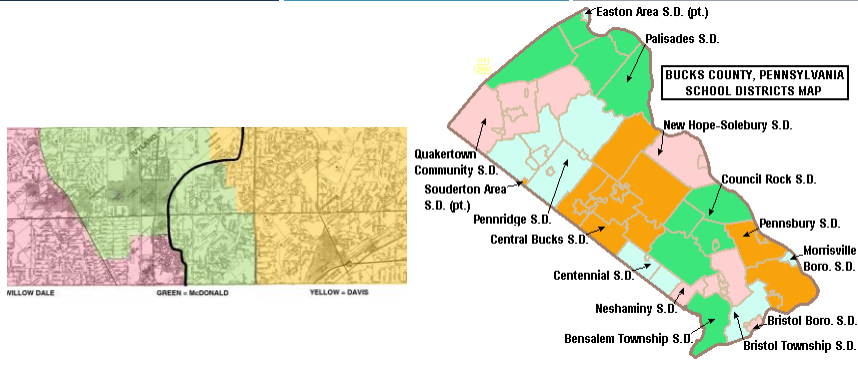 WILLOW DALE
GREEN = McDONALD
YELLOW = DAVIS
Easton Area S.D. (pt.)
Palisades S.D.
BUCKS COUNTY, PENNSYLVANIA
SCHOOL DISTRICTS MAP
New Hope-Solebury S.D.
Quakertown
Community S.D.
Council Rock S.D.
Souderton Area
S.D. (pt.)
Pennridge S.D.
Pennsbury S.D.
Central Bucks S.D.
Morrisville
Boro. S.D.
Centennial S.D.
Neshaminy S.D.
Bristol Boro. S.D.
Bensalem Township S.D.
Bristol Township S.D.